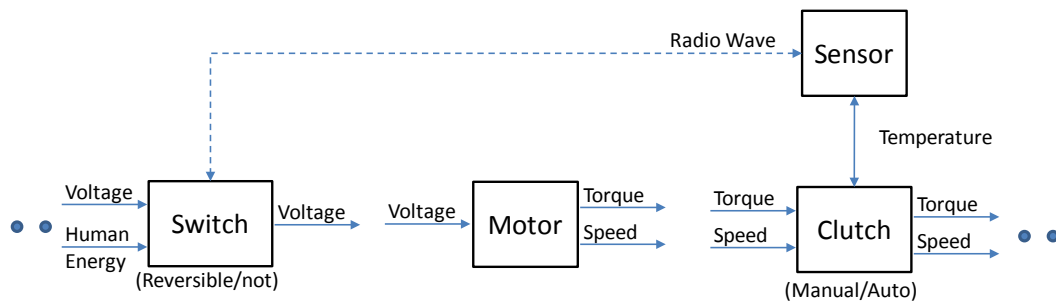 Radio Wave
Sensor
Temperature
Voltage
Human
Energy
Switch
(Reversible/not)
Voltage
Voltage
Motor
Torque
Speed
Torque
Speed
Clutch
(Manual/Auto)
Torque
Speed